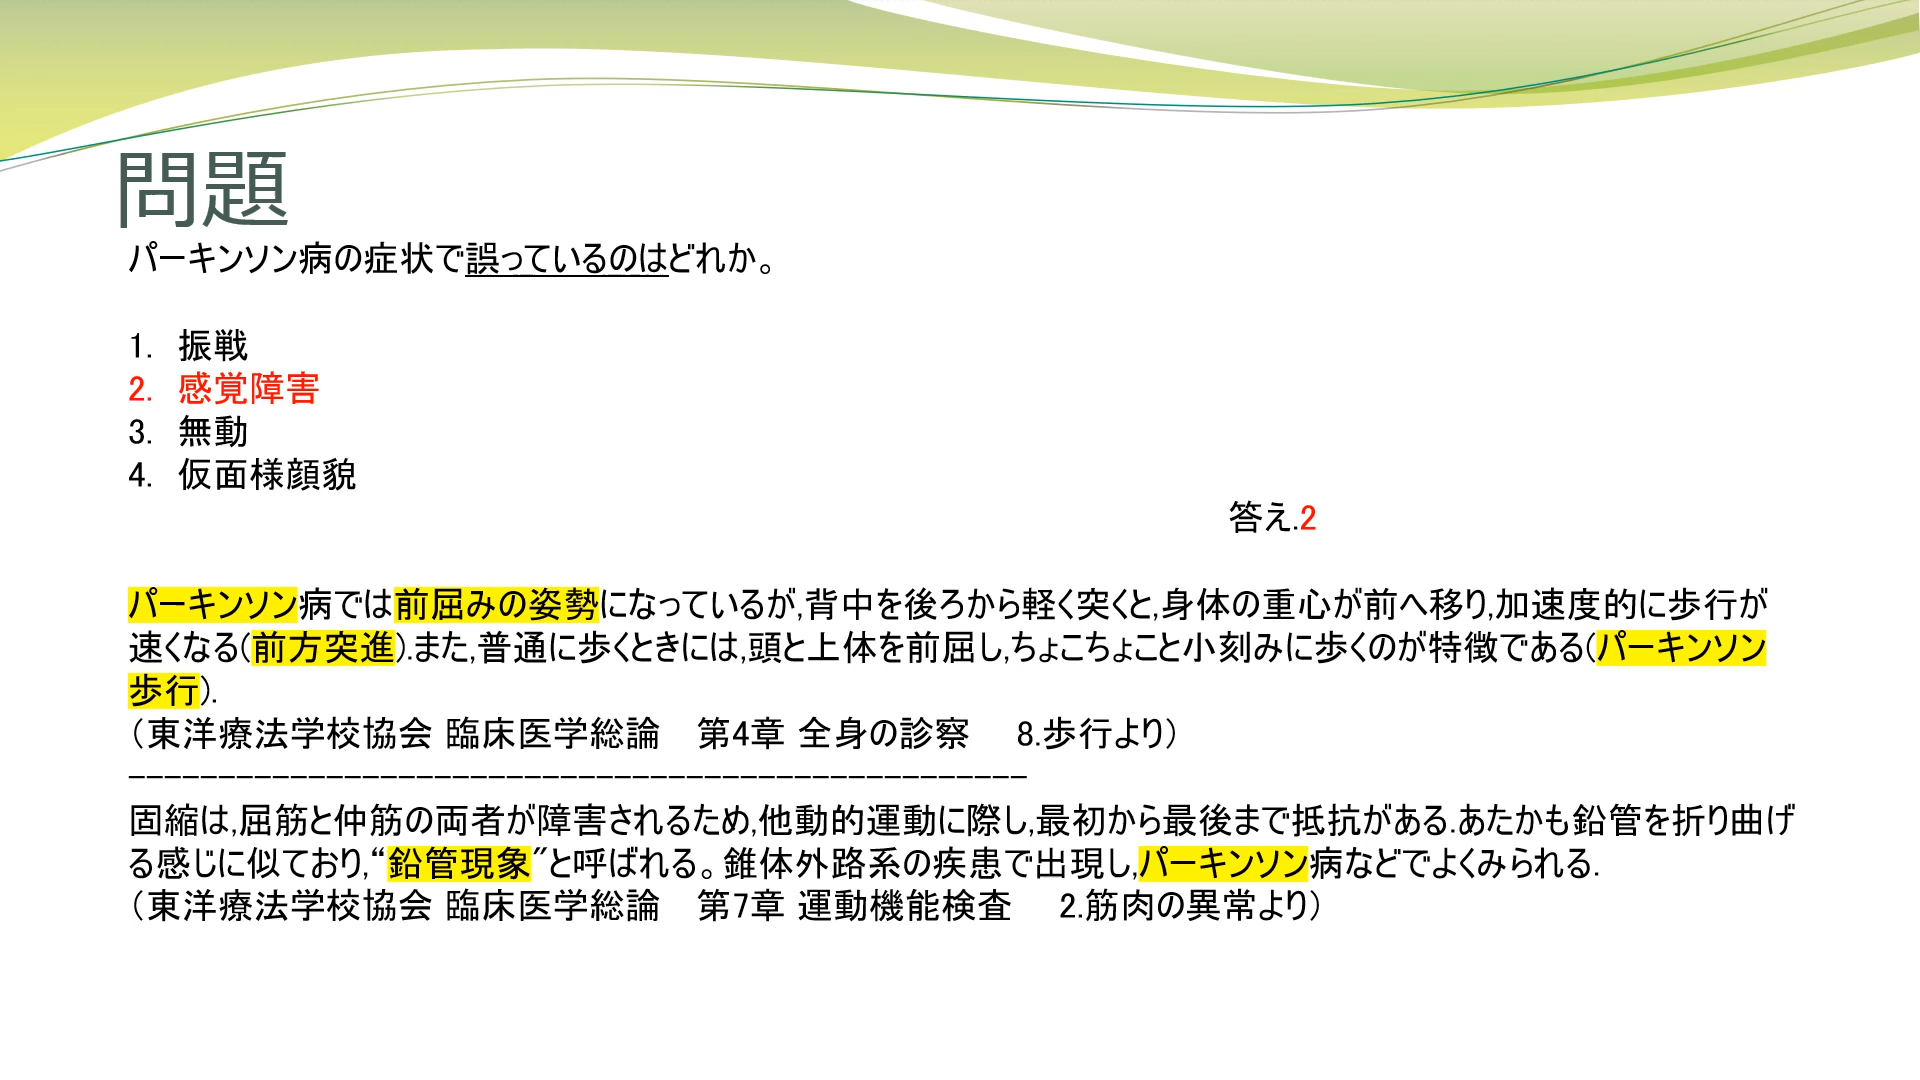 問題
パーキンソン病の症状で誤っているのはどれか。
1. 振戦
2. 感覚障害
3. 無動
4. 仮面様顔貌
答え.2
パーキンソン病では前屈みの姿勢になっているが,背中を後ろから軽く突くと,身体の重心が前へ移り,加速度的に歩行が
速くなる(前方突進).また,普通に歩くときには,頭と上体を前屈し,ちょこちょこと小刻みに歩くのが特徴である(パーキンソン
歩行).
（東洋療法学校協会 臨床医学総論　第4章 全身の診察　 8.歩行より）
--------------------------------------------------
固縮は,屈筋と伸筋の両者が障害されるため,他動的運動に際し,最初から最後まで抵抗がある.あたかも鉛管を折り曲げ
る感じに似ており,“鉛管現象”と呼ばれる。錐体外路系の疾患で出現し,パーキンソン病などでよくみられる.
（東洋療法学校協会 臨床医学総論　第7章 運動機能検査　 2.筋肉の異常より）